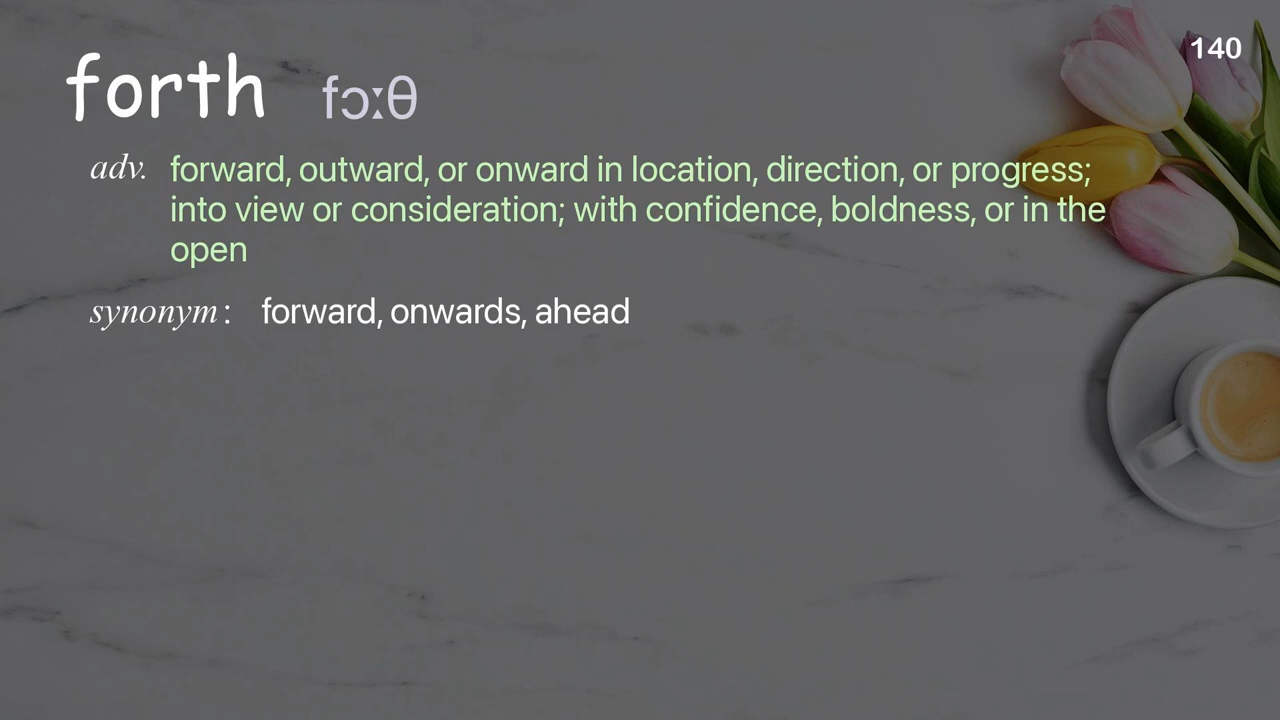 140
forth fɔːθ
adv. forward, outward, or onward in location, direction, or progress;
into view or consideration; with confidence, boldness, or in the
open
synonym: forward, onwards, ahead